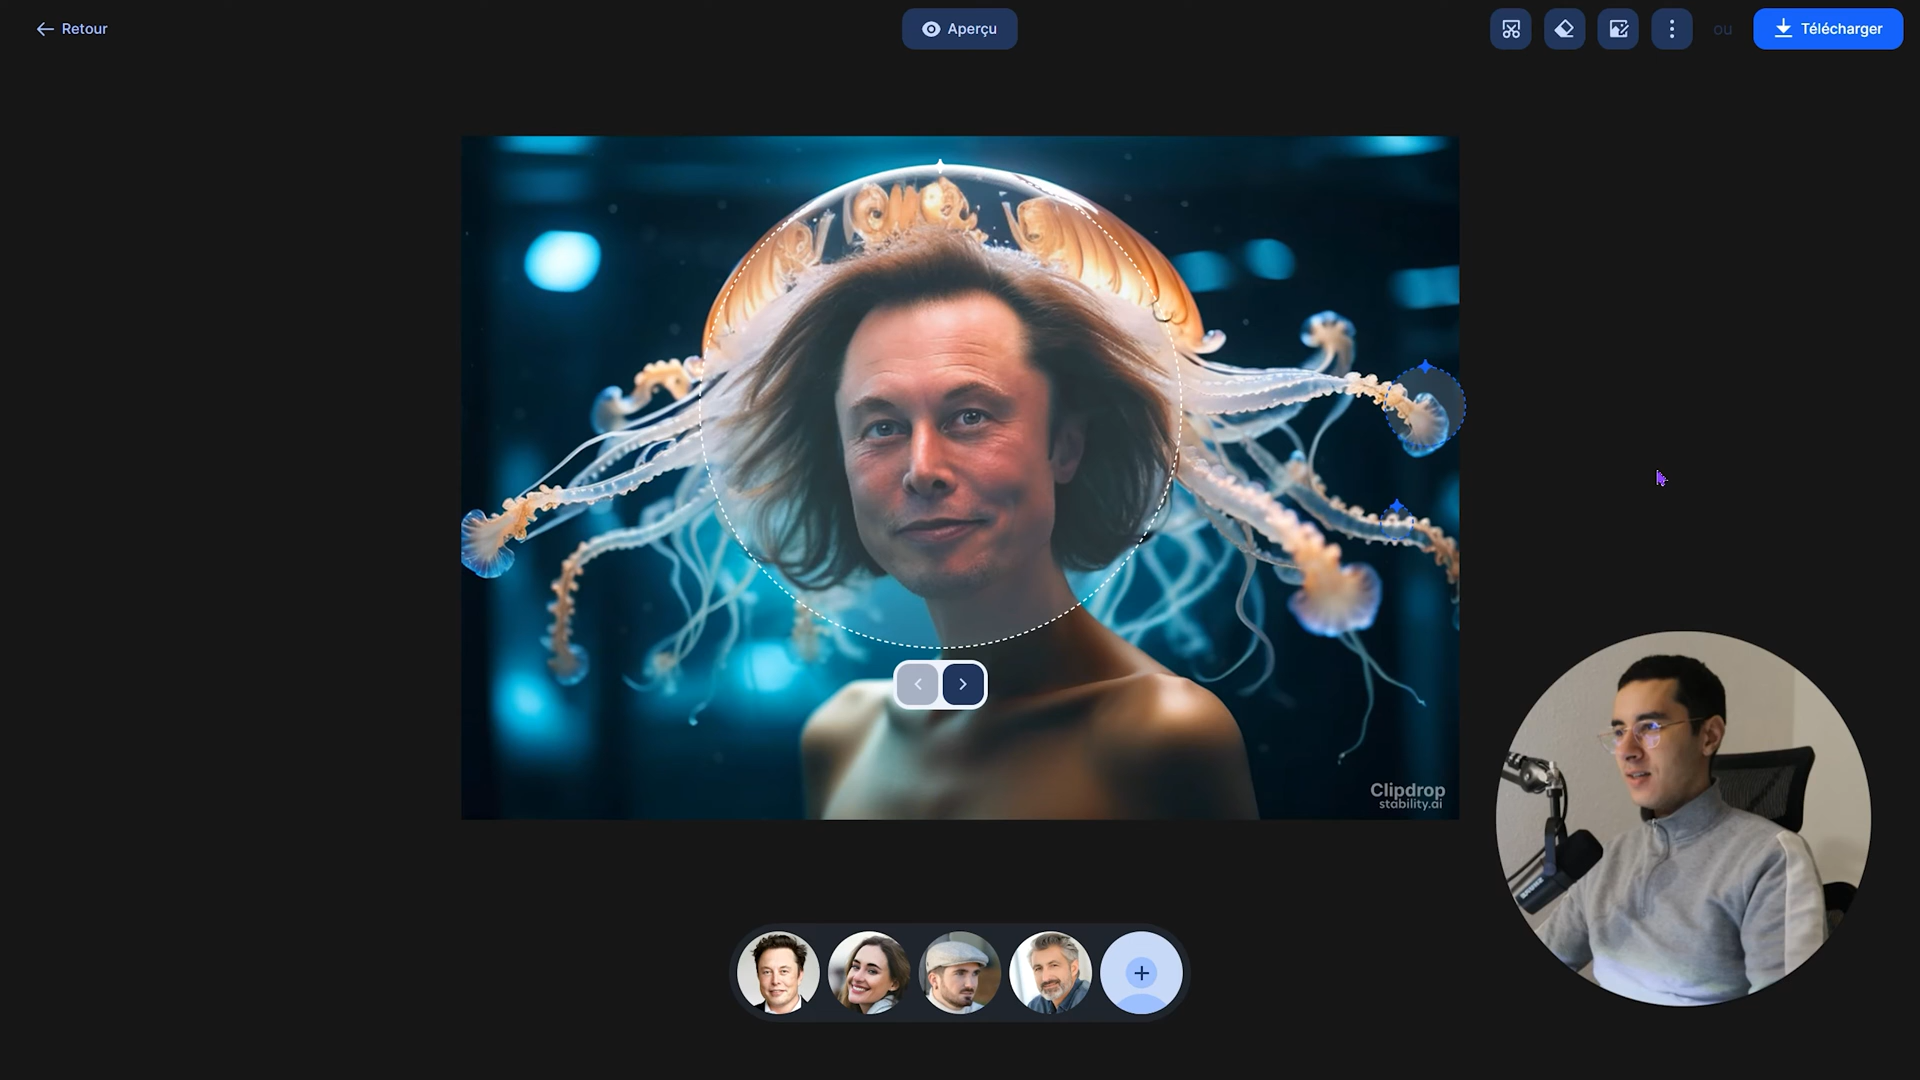 Retour
Aperçu
ou
Télécharger
Clipdrop
stability.ai